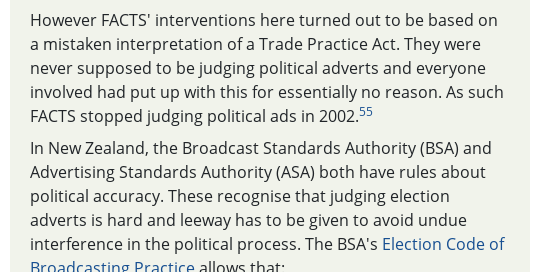 However FACTS' interventions here turned out to be based on
a mistaken interpretation of a Trade Practice Act. They were
never supposed to be judging political adverts and everyone
involved had put up with this for essentially no reason. As such
FACTS stopped judging political ads in 2002.55
In New Zealand, the Broadcast Standards Authority (BSA) and
Advertising Standards Authority (ASA) both have rules about
political accuracy. These recognise that judging election
adverts is hard and leeway has to be given to avoid undue
interference in the political process. The BSA's Election Code of
Broadcasting Practice allows that: